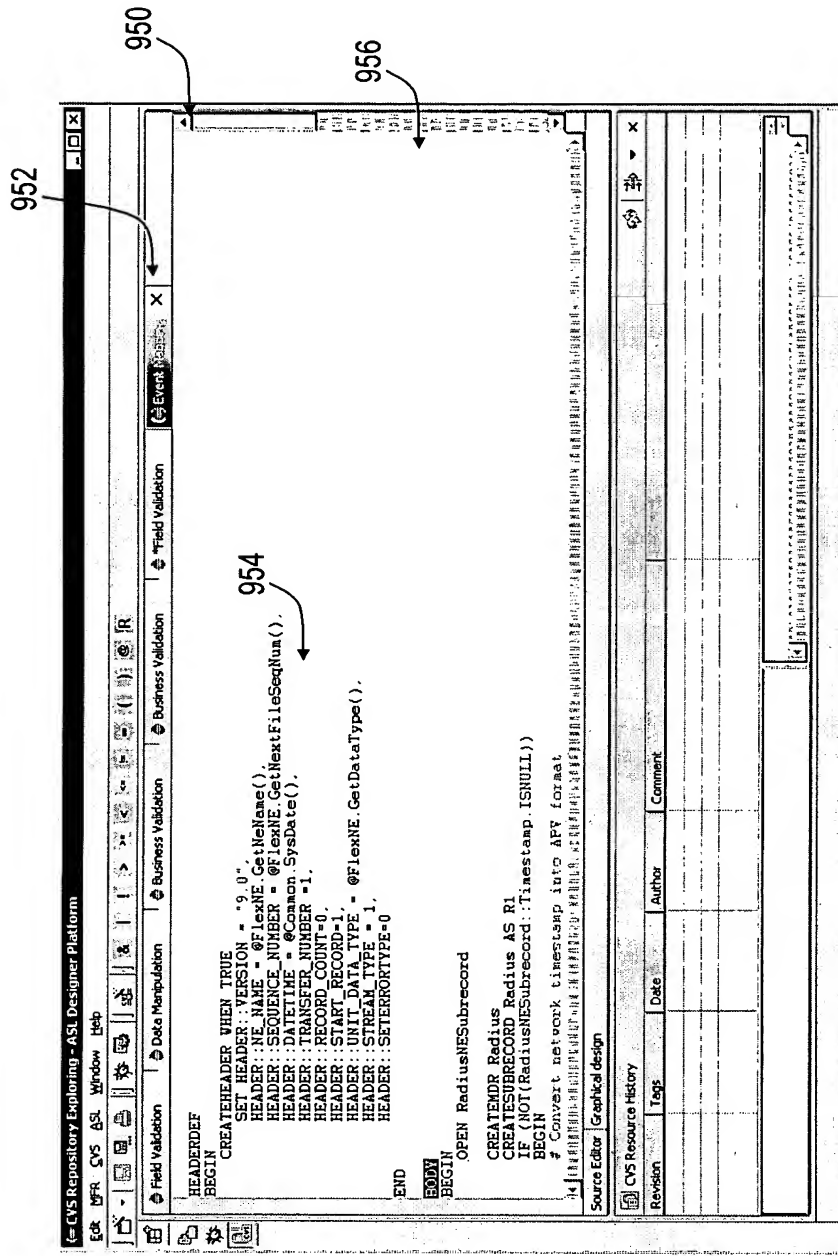 950
952
956
CVS Repository Exploring - ASL Designer Platform
Edit MFR CVS ASL Window Help
& | ! > >= < <= = ( ) @ R
Field Validation Data Manipulation Business Validation Business Validation *Field Validation Event
954
HEADERDEF
BEGIN
CREATEHEADER WHEN TRUE
SET HEADER::VERSION = "9.0",
HEADER::NE_NAME = @FlexNE.GetNeName(),
HEADER::SEQUENCE_NUMBER = @FlexNE.GetNextFileSeqNum(),
HEADER::DATETIME = @Common.SysDate(),
HEADER::TRANSFER_NUMBER =1,
HEADER::RECORD_COUNT=0,
HEADER::START_RECORD=1,
HEADER::UNIT_DATA_TYPE = @FlexNE.GetDataType(),
HEADER::STREAM_TYPE = 1,
HEADER::SETERRORTYPE=0
END
BODY
BEGIN
OPEN RadiusNESubrecord
CREATEMDR Radius
CREATESUBRECORD Radius AS R1
IF (NOT(RadiusNESubrecord::Timestamp.ISNULL))
BEGIN
# Convert network timestamp into format
Source Editor Graphical design
CVS Resource History
Revision Tags Date Author Comment